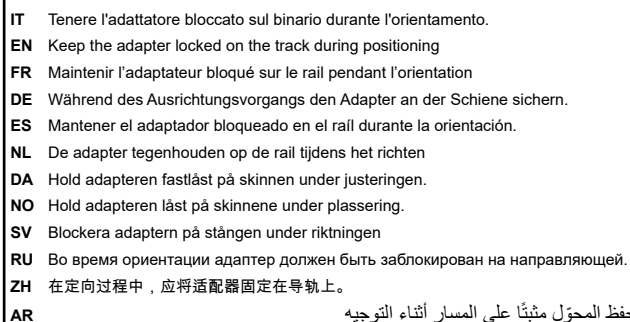 IT Tenere l'adattatore bloccato sul binario durante l'orientamento.
EN Keep the adapter locked on the track during positioning
FR Maintenir l’adaptateur bloqué sur le rail pendant l’orientation
DE Während des Ausrichtungsvorgangs den Adapter an der Schiene sichern.
ES Mantener el adaptador bloqueado en el raíl durante la orientación.
NL De adapter tegenhouden op de rail tijdens het richten
DA Hold adapteren fastlåst på skinnen under justeringen.
NO Hold adapteren låst på skinnene under plassering.
SV Blockera adaptern på stången under riktningen
RU Во время ориентации адаптер должен быть заблокирован на направляющей.
ZH 在定向过程中，应将适配器固定在导轨上。
AR حفظ المحوّل مثبتًا على المسار أثناء التوجيه